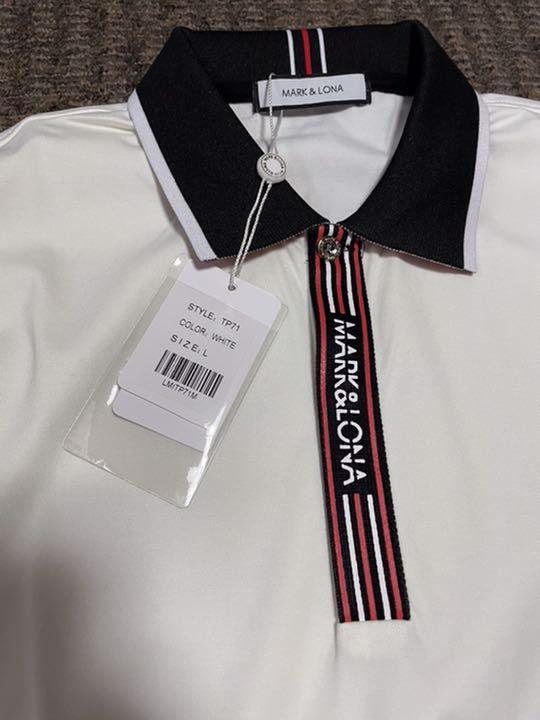 MARK & LONA
STYLE: TP71
COLOR: WHITE
SIZE: L
LM/TP71M
MARK&LONA